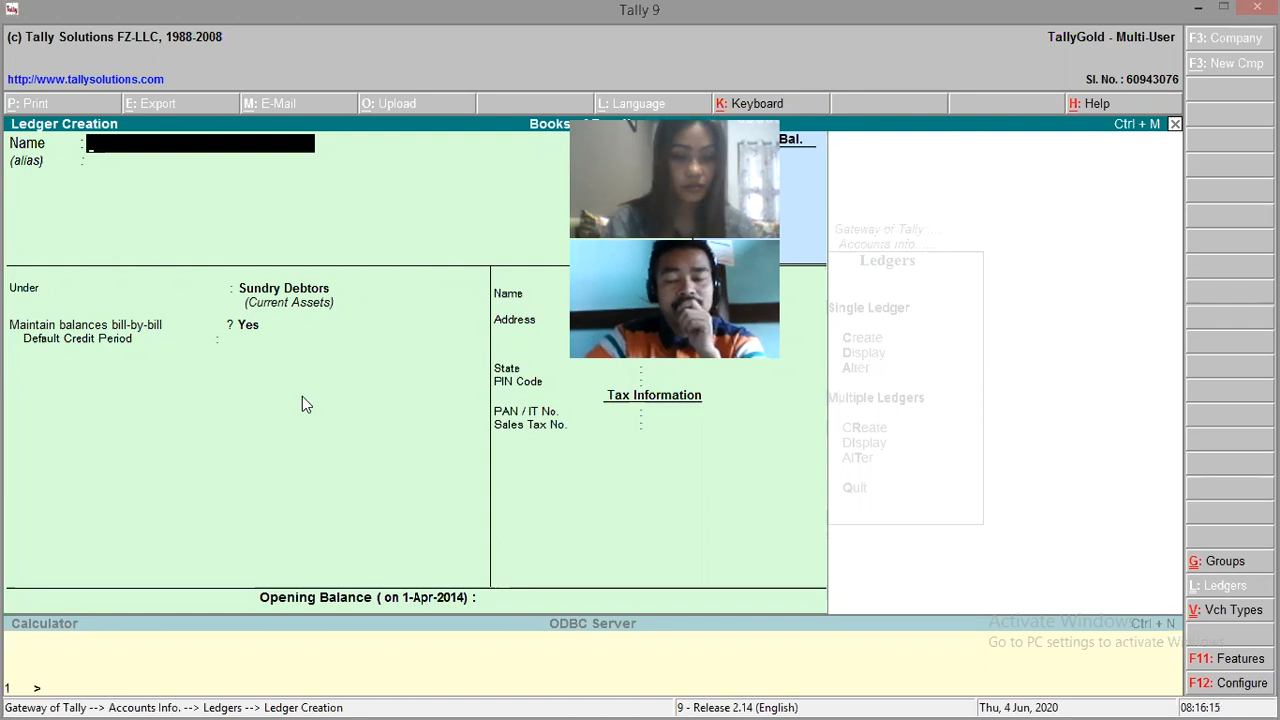 Tally
Tally 9
(c) Tally Solutions FZ-LLC, 1988-2008
TallyGold - Multi-User
http://www.tallysolutions.com
Sl. No. : 60943076
P: Print
E: Export
M: E-Mail
O: Upload
L: Language
K: Keyboard
H: Help
Ledger Creation
Books
Ctrl + M
Name :
(alias) :
Bal.
Under : Sundry Debtors
(Current Assets)
Maintain balances bill-by-bill ? Yes
Default Credit Period :
Name
Address
State :
PIN Code :
Tax Information
PAN / IT No. :
Sales Tax No. :
Opening Balance ( on 1-Apr-2014) :
Gateway of Tally ....
Accounts Info. ....
Ledgers
Single Ledger
Create
Display
Alter
Multiple Ledgers
CReate
DIsplay
AlTer
Quit
F3: Company
F3: New Cmp
G: Groups
L: Ledgers
V: Vch Types
F11: Features
F12: Configure
Calculator
ODBC Server
Ctrl + N
Activate Windows
Go to PC settings to activate Windows.
1 >
Gateway of Tally --> Accounts Info. --> Ledgers --> Ledger Creation
9 - Release 2.14 (English)
Thu, 4 Jun, 2020
08:16:15